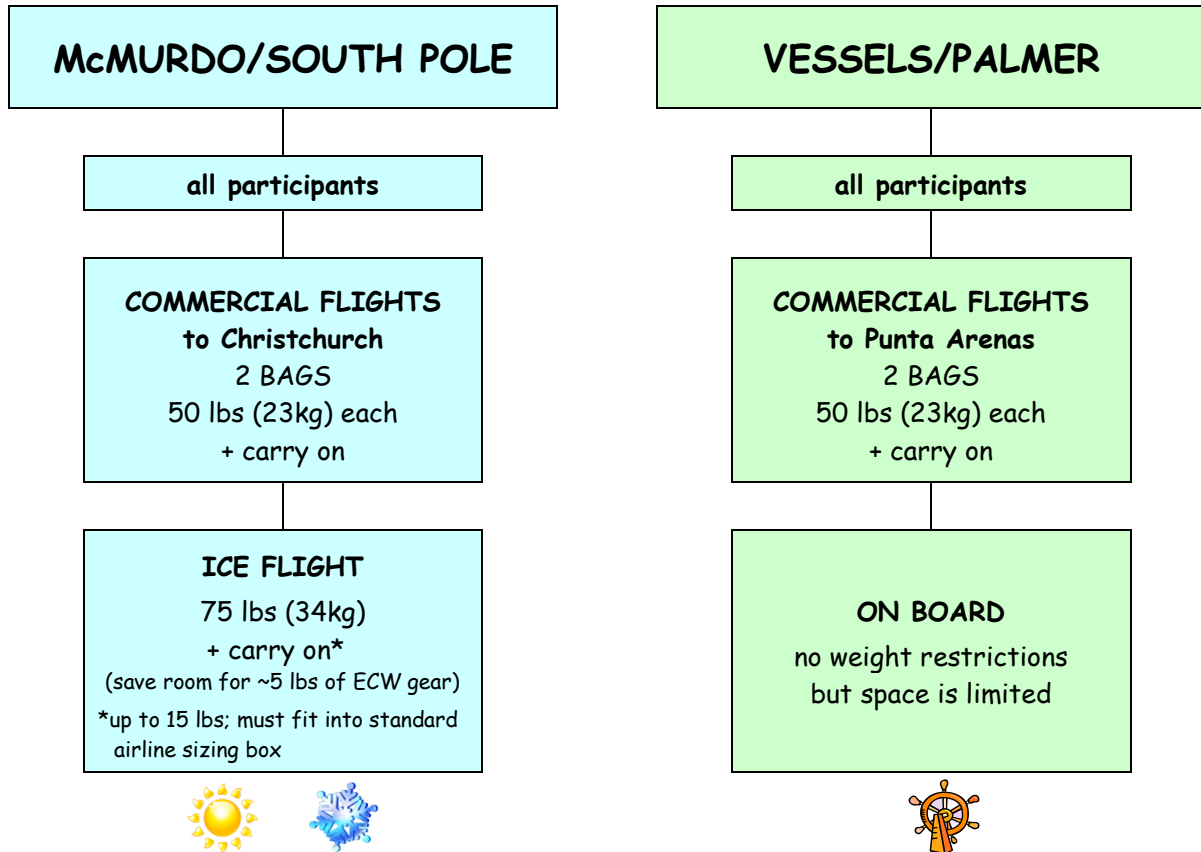 McMURDO/SOUTH POLE
all participants
COMMERCIAL FLIGHTS
to Christchurch
2 BAGS
50 lbs (23kg) each
+ carry on
ICE FLIGHT
75 lbs (34kg)
+ carry on*
(save room for ~5 lbs of ECW gear)
*up to 15 lbs; must fit into standard
airline sizing box
VESSELS/PALMER
all participants
COMMERCIAL FLIGHTS
to Punta Arenas
2 BAGS
50 lbs (23kg) each
+ carry on
ON BOARD
no weight restrictions
but space is limited